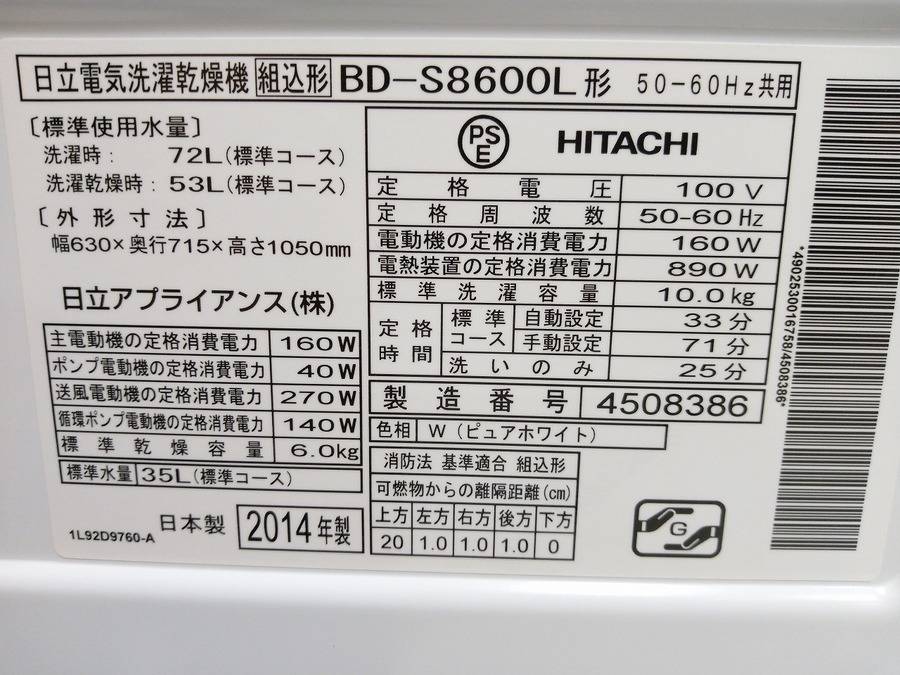 日立電気洗濯乾燥機 組込形 BD-S8600L形 50-60Hz共用
〔標準使用水量〕
洗濯時: 72L(標準コース)
洗濯乾燥時: 53L(標準コース)
〔外形寸法〕
幅630×奥行715×高さ1050mm
日立アプライアンス(株)
主電動機の定格消費電力 160W
ポンプ電動機の定格消費電力 40W
送風電動機の定格消費電力 270W
循環ポンプ電動機の定格消費電力 140W
標準乾燥容量 6.0kg
標準水量 35L(標準コース)
1L92D9760-A
日本製 2014年製
PS
E
HITACHI
定格電圧 100V
定格周波数 50-60Hz
電動機の定格消費電力 160W
電熱装置の定格消費電力 890W
標準洗濯容量 10.0kg
定格時間 標準コース 自動設定 33分
手動設定 71分
洗いのみ 25分
製造番号 4508386
色相 W(ピュアホワイト)
消防法 基準適合 組込形
可燃物からの離隔距離(cm)
上方 左方 右方 後方 下方
20 1.0 1.0 1.0 0
G
*4902530016758/4508386*